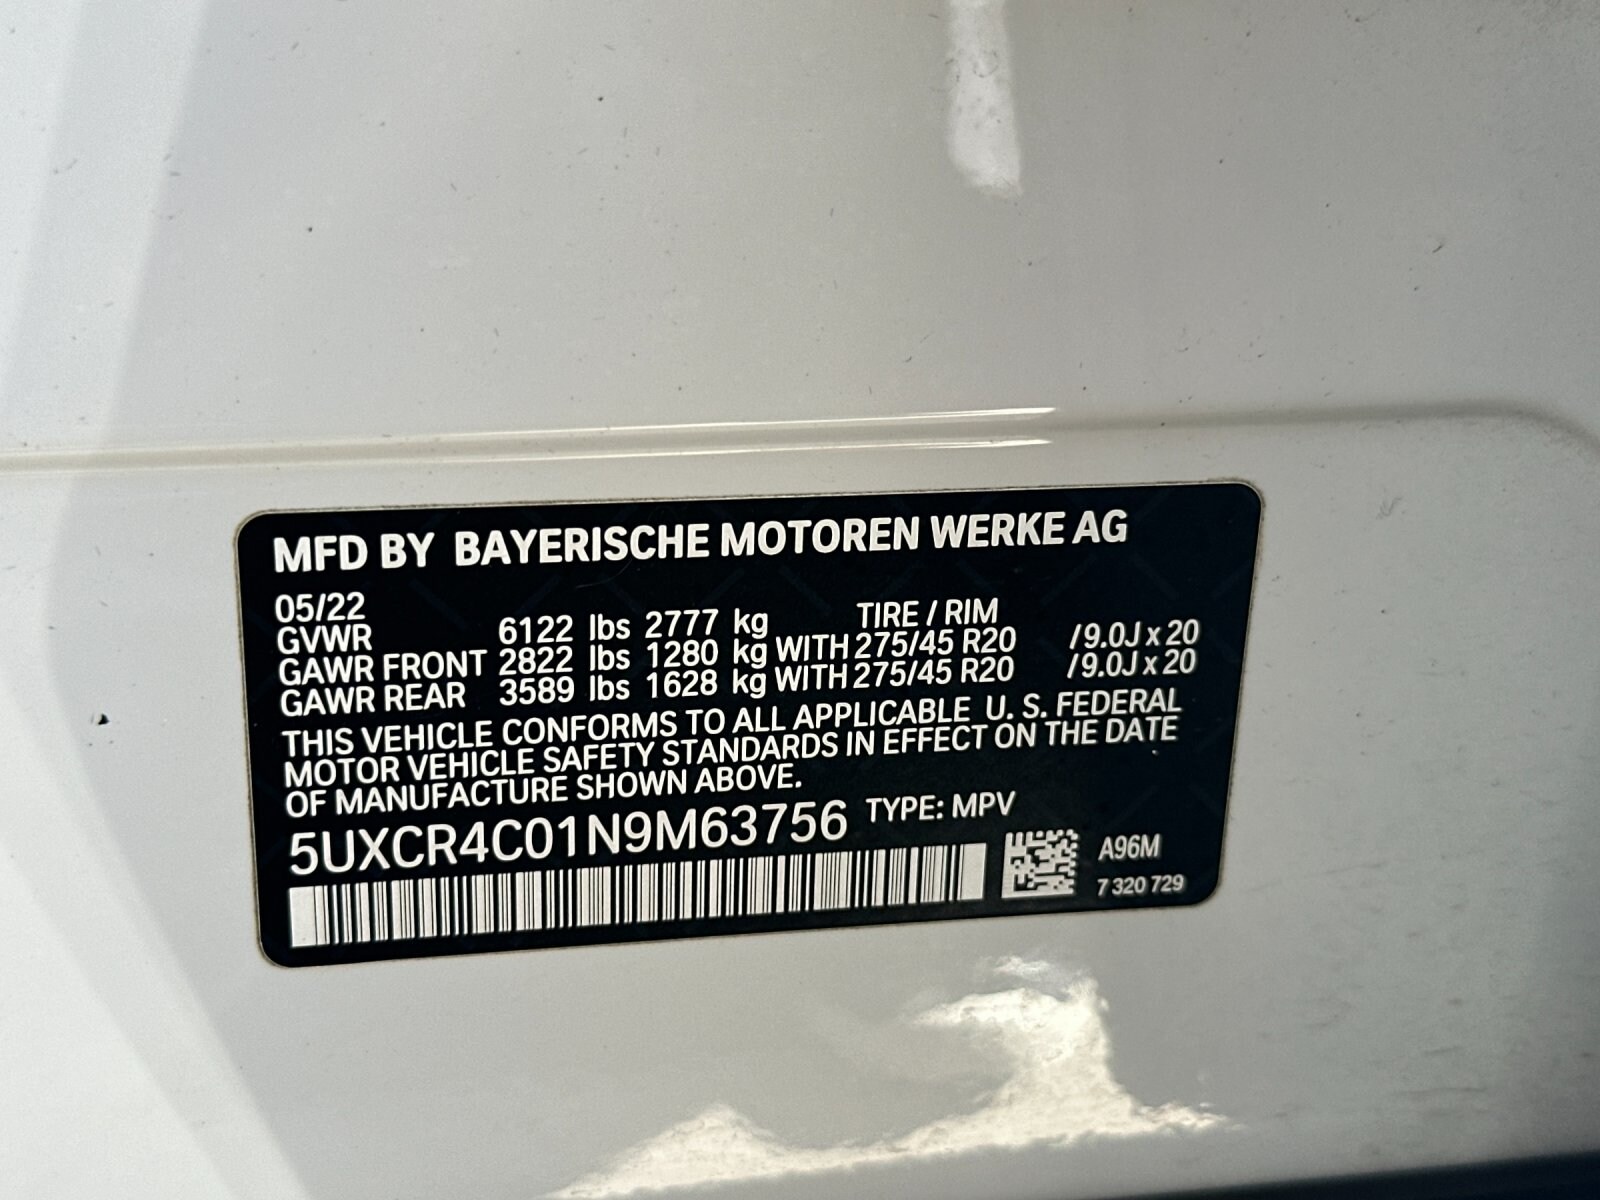 MFD BY BAYERISCHE MOTOREN WERKE AG
05/22
GVWR 6122 lbs 2777 kg TIRE / RIM
GAWR FRONT 2822 lbs 1280 kg WITH 275/45 R20 /9.0J x 20
GAWR REAR 3589 lbs 1628 kg WITH 275/45 R20 /9.0J x 20
THIS VEHICLE CONFORMS TO ALL APPLICABLE U. S. FEDERAL
MOTOR VEHICLE SAFETY STANDARDS IN EFFECT ON THE DATE
OF MANUFACTURE SHOWN ABOVE.
5UXCR4C01N9M63756 TYPE: MPV
A96M
7 320 729